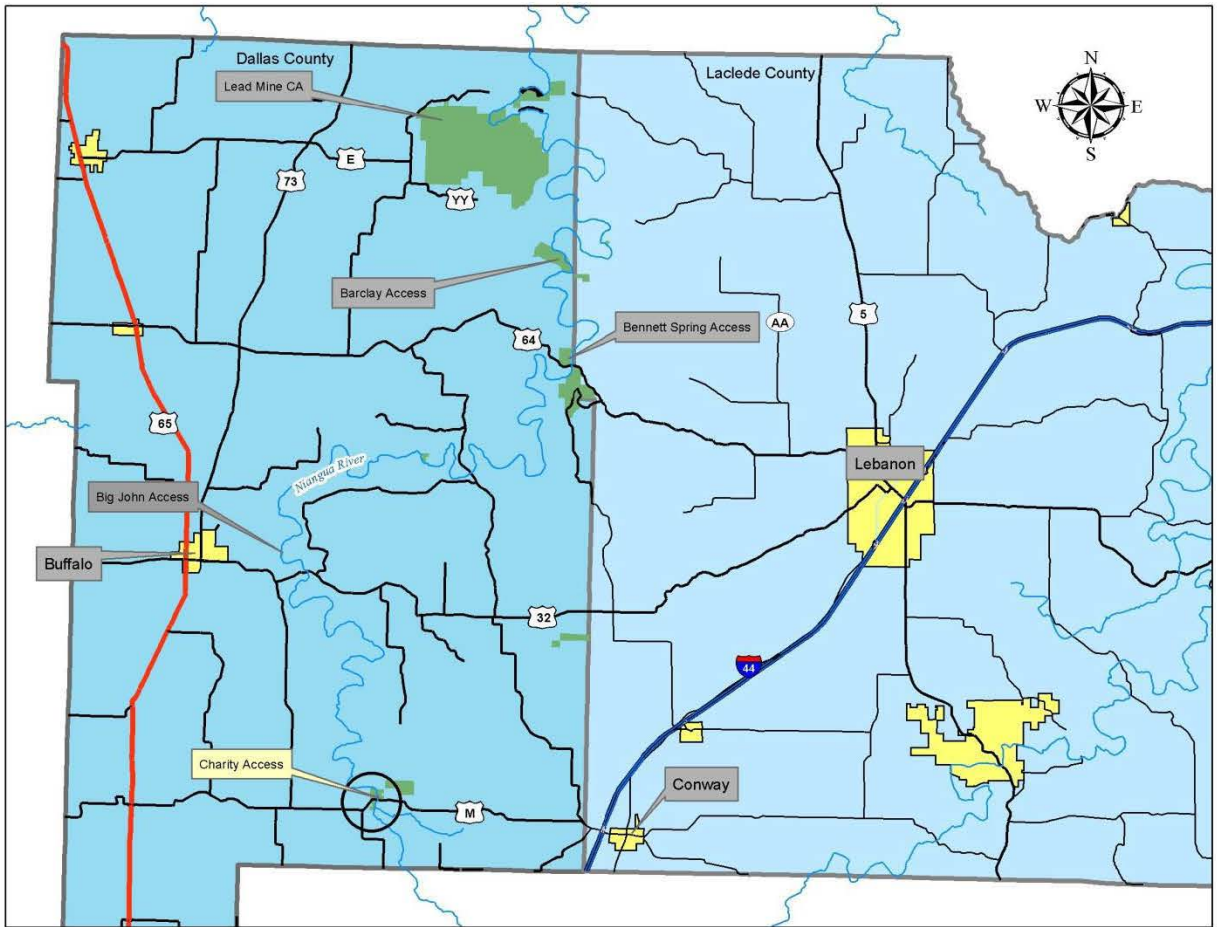 Dallas County
Laclede County
Lead Mine CA
N
W
E
S
E
73
YY
Barclay Access
Bennett Spring Access
64
AA
5
65
Niangua River
Lebanon
Big John Access
Buffalo
32
44
Charity Access
Conway
M